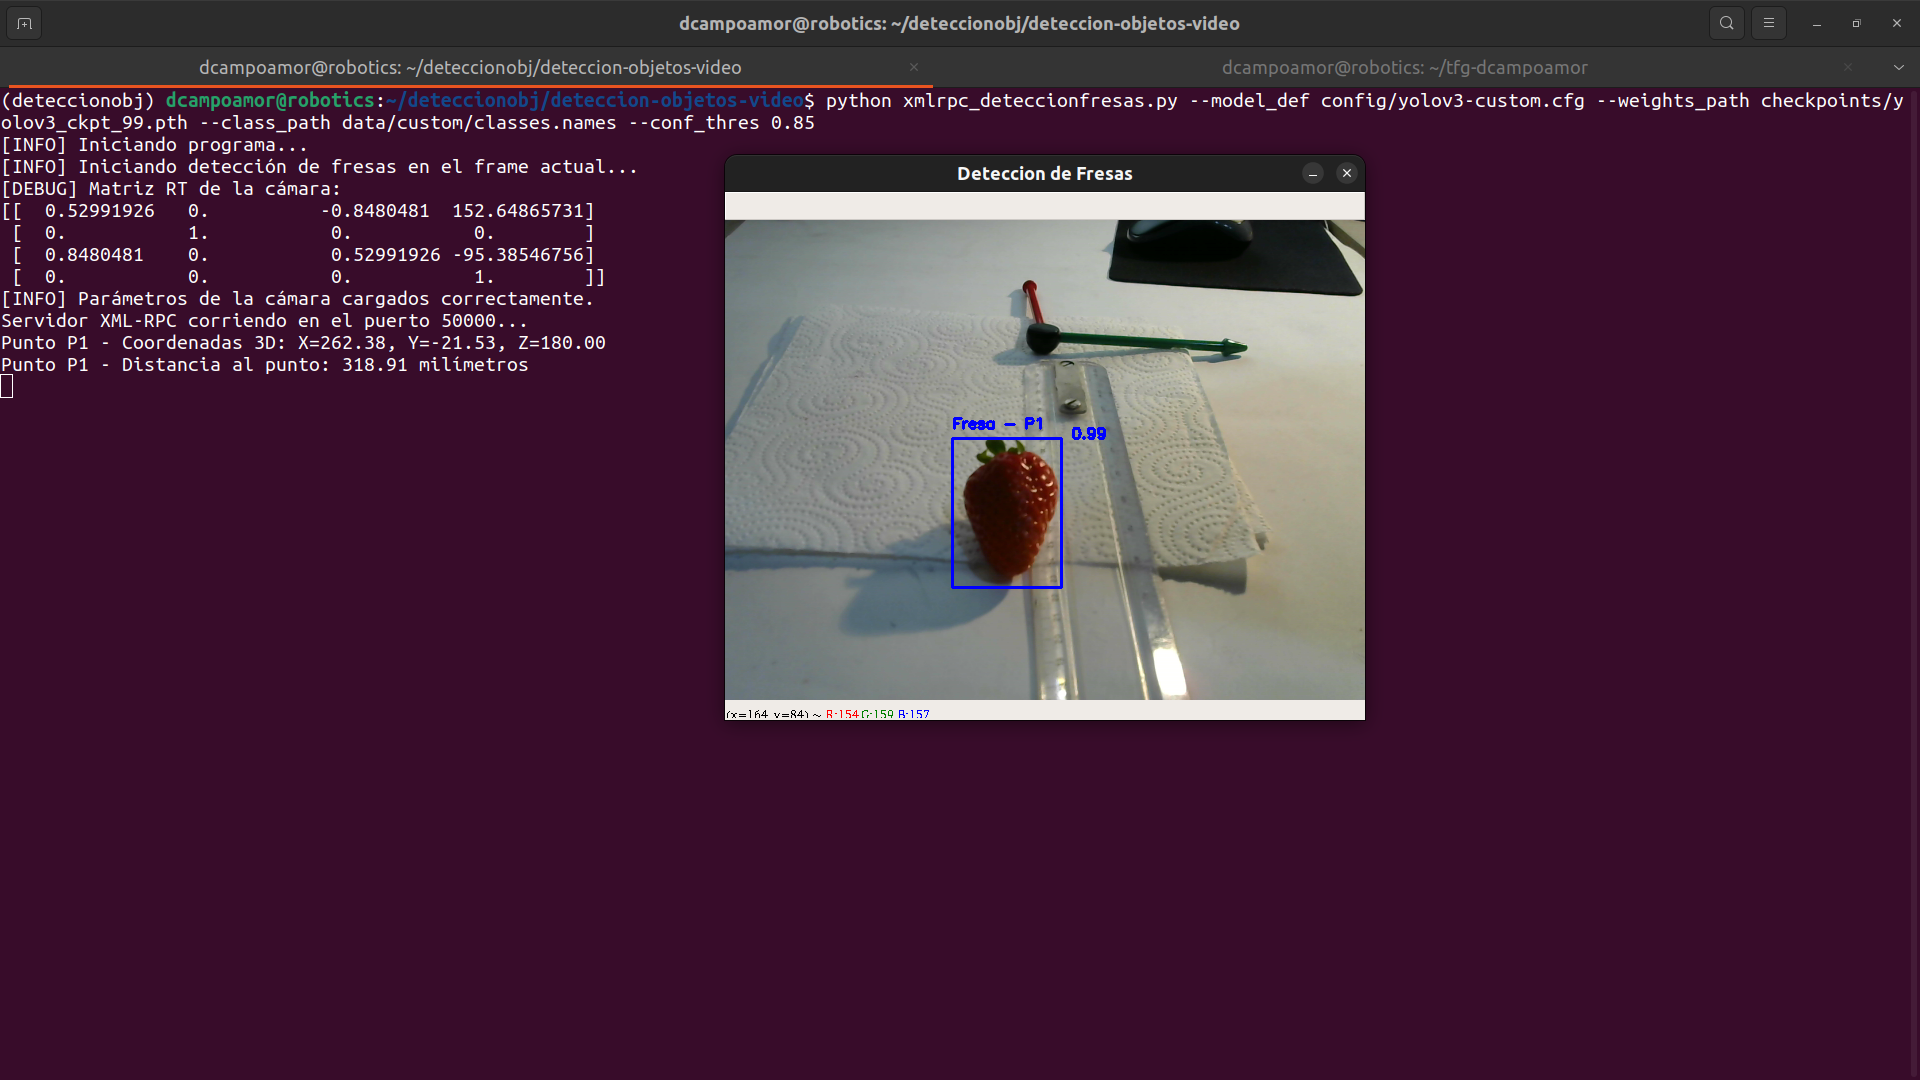 dcampoamor@robotics: ~/deteccionobj/deteccion-objetos-video
dcampoamor@robotics: ~/deteccionobj/deteccion-objetos-video
dcampoamor@robotics: ~/tfg-dcampoamor
(deteccionobj) dcampoamor@robotics:~/deteccionobj/deteccion-objetos-video$ python xmlrpc_deteccionfresas.py --model_def config/yolov3-custom.cfg --weights_path checkpoints/y
olov3_ckpt_99.pth --class_path data/custom/classes.names --conf_thres 0.85
[INFO] Iniciando programa...
[INFO] Iniciando detección de fresas en el frame actual...
[DEBUG] Matriz RT de la cámara:
[[  0.52991926   0.          -0.8480481  152.64865731]
 [  0.           1.           0.           0.        ]
 [  0.8480481    0.           0.52991926 -95.38546756]
 [  0.           0.           0.           1.        ]]
[INFO] Parámetros de la cámara cargados correctamente.
Servidor XML-RPC corriendo en el puerto 50000...
Punto P1 - Coordenadas 3D: X=262.38, Y=-21.53, Z=180.00
Punto P1 - Distancia al punto: 318.91 milímetros
Deteccion de Fresas
Fresa - P1
0.99
(x=164, y=84) ~ R:154 G:159 B:157